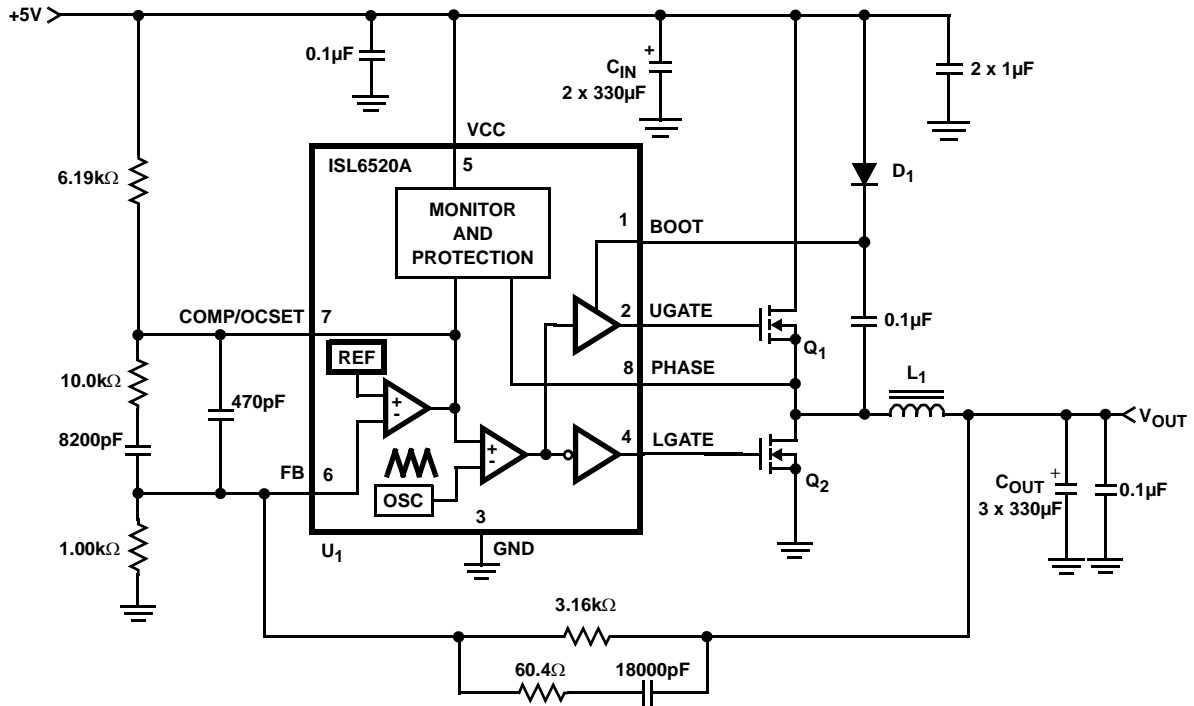 +5V
0.1µF
C_IN
2 x 330µF
2 x 1µF
VCC
5
ISL6520A
MONITOR
AND
PROTECTION
6.19kΩ
D1
1
BOOT
COMP/OCSET
7
2
UGATE
0.1µF
Q1
REF
8
PHASE
10.0kΩ
470pF
L1
+
-
+
-
8200pF
4
LGATE
VOUT
FB
6
OSC
Q2
COUT
+
3 x 330µF
0.1µF
3
GND
U1
1.00kΩ
3.16kΩ
60.4Ω
18000pF